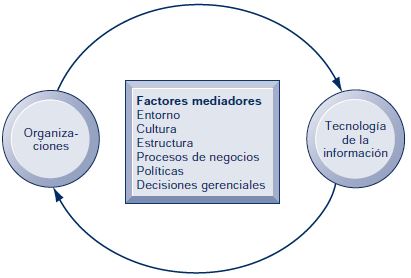 Organiza-
ciones
Factores mediadores
Entorno
Cultura
Estructura
Procesos de negocios
Políticas
Decisiones gerenciales
Tecnología
de la
información